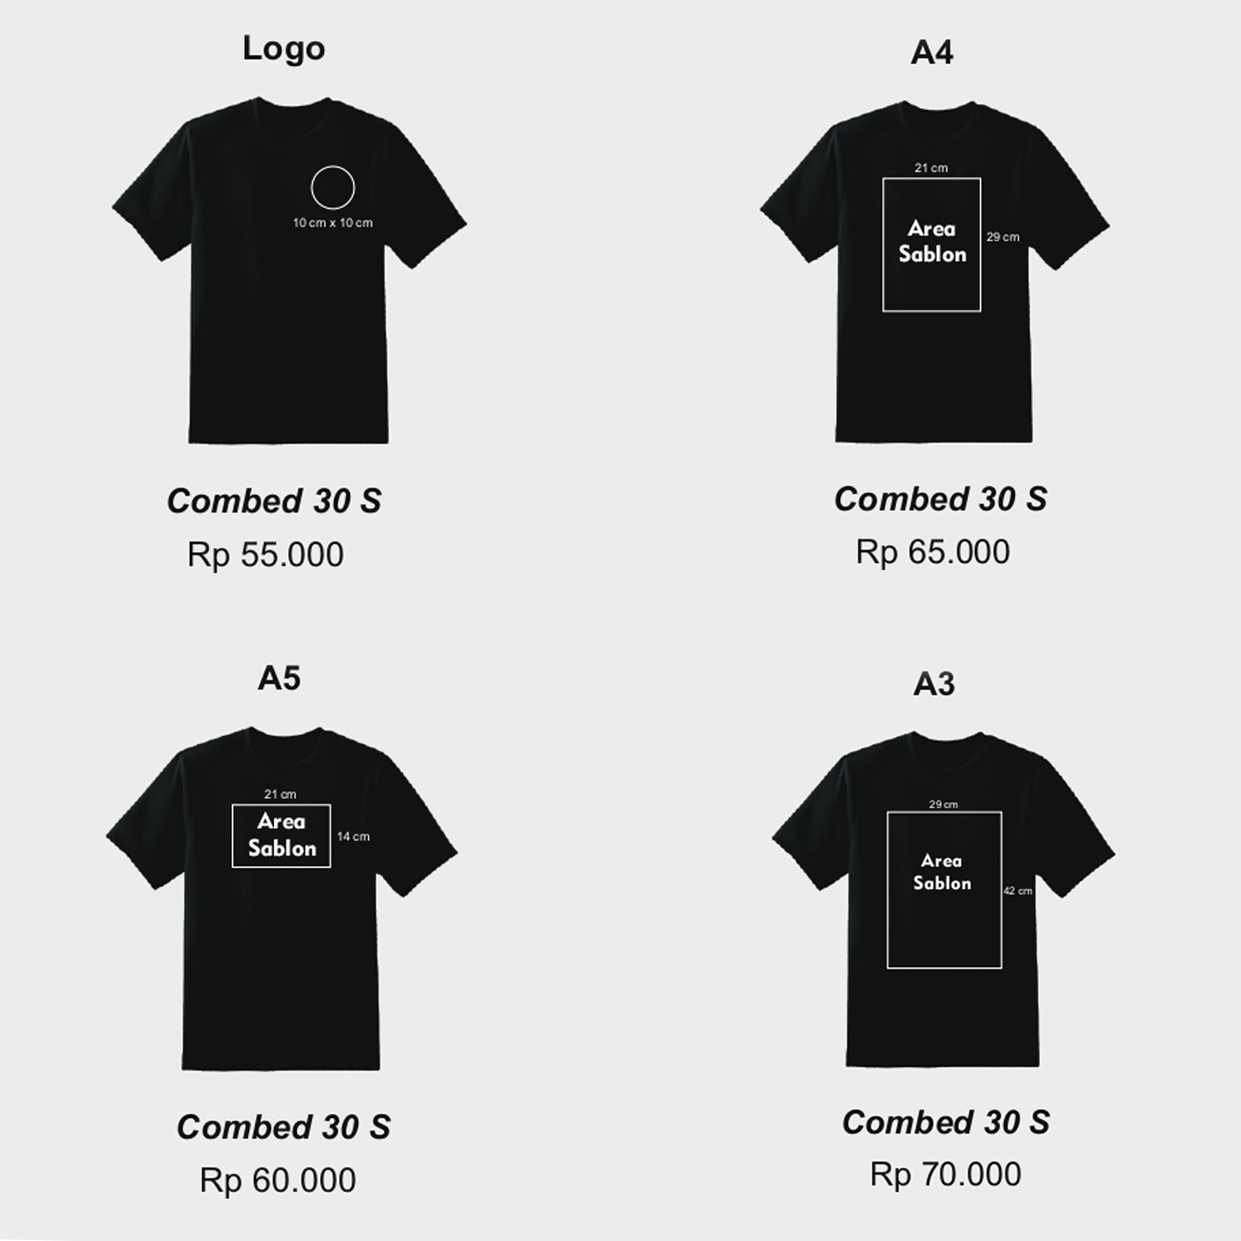 Logo
10 cm x 10 cm
Combed 30 S
Rp 55.000
A4
21 cm
Area
Sablon
29 cm
Combed 30 S
Rp 65.000
A5
21 cm
Area
Sablon
14 cm
Combed 30 S
Rp 60.000
A3
29 cm
Area
Sablon
42 cm
Combed 30 S
Rp 70.000